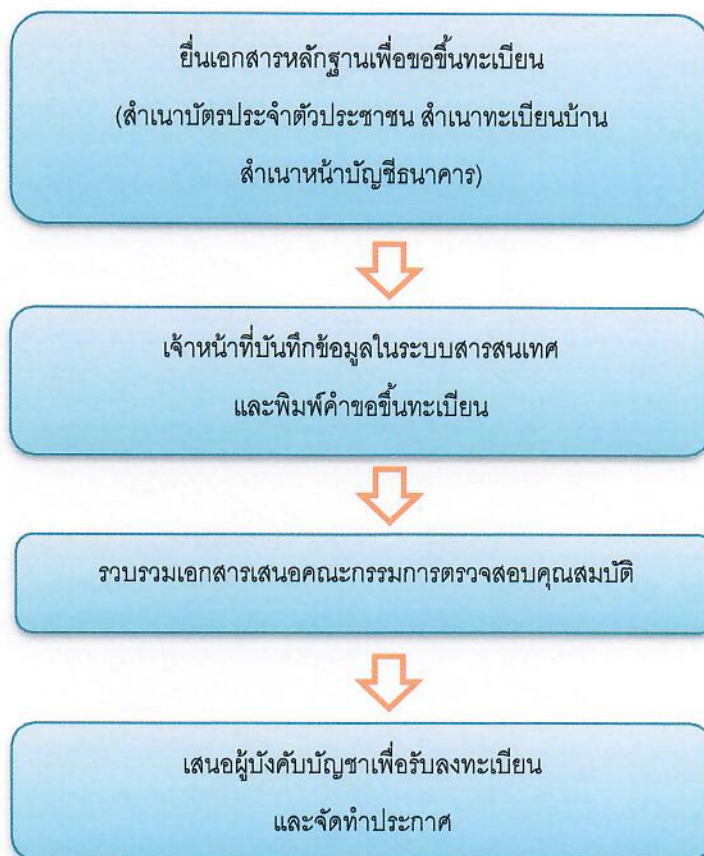 ยื่นเอกสารหลักฐานเพื่อขอขึ้นทะเบียน
(สำเนาบัตรประจำตัวประชาชน สำเนาทะเบียนบ้าน
สำเนาหน้าบัญชีธนาคาร)
เจ้าหน้าที่บันทึกข้อมูลในระบบสารสนเทศ
และพิมพ์คำขอขึ้นทะเบียน
รวบรวมเอกสารเสนอคณะกรรมการตรวจสอบคุณสมบัติ
เสนอผู้บังคับบัญชาเพื่อรับลงทะเบียน
และจัดทำประกาศ